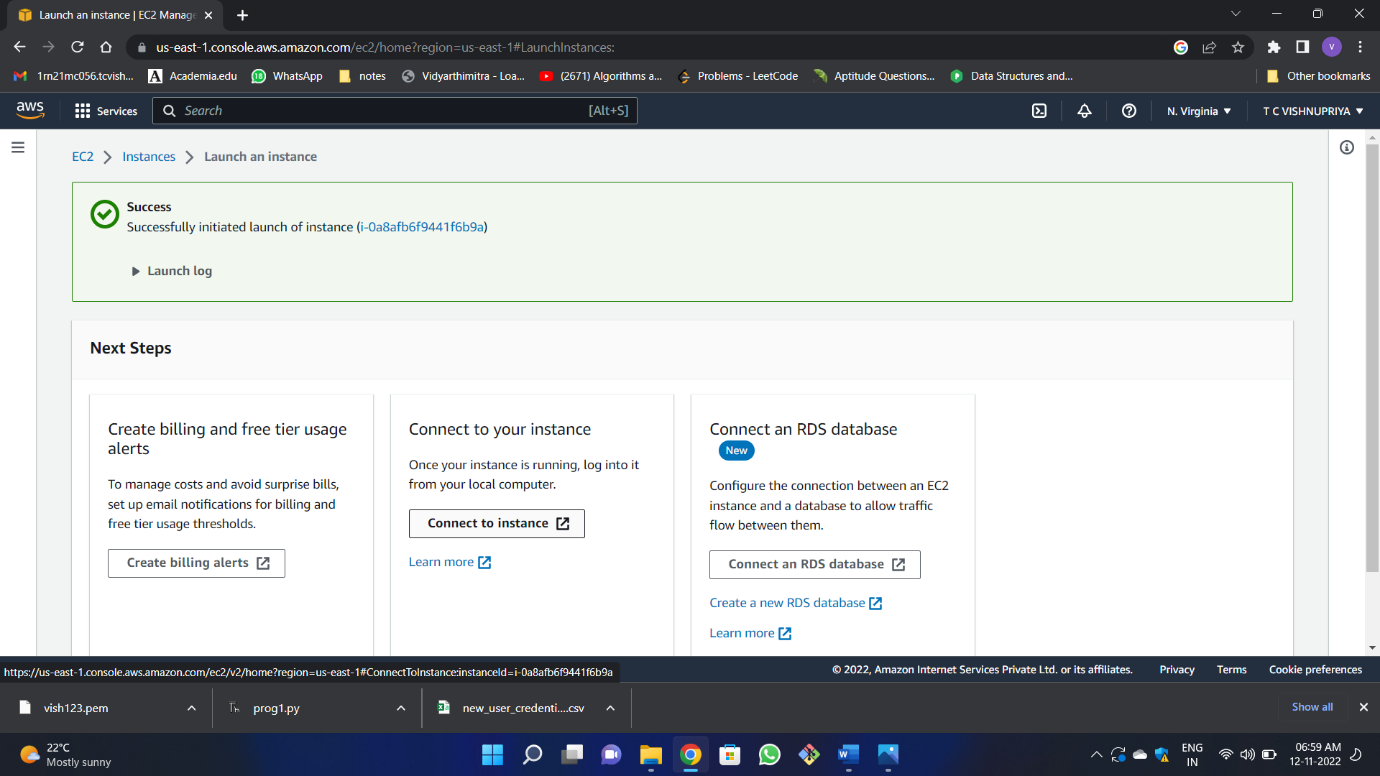 Launch an instance | EC2 Manag
us-east-1.console.aws.amazon.com/ec2/home?region=us-east-1#LaunchInstances:
V
1rn21mc056.tcvish... Academia.edu WhatsApp notes Vidyarthimitra - Loa... (2671) Algorithms a... Problems - LeetCode Aptitude Questions... Data Structures and... Other bookmarks
aws Services Search [Alt+S] N. Virginia T C VISHNUPRIYA
EC2 Instances Launch an instance
Success
Successfully initiated launch of instance (i-0a8afb6f9441f6b9a)
Launch log
Next Steps
Create billing and free tier usage
alerts
To manage costs and avoid surprise bills,
set up email notifications for billing and
free tier usage thresholds.
Create billing alerts
Connect to your instance
Once your instance is running, log into it
from your local computer.
Connect to instance
Learn more
Connect an RDS database
New
Configure the connection between an EC2
instance and a database to allow traffic
flow between them.
Connect an RDS database
Create a new RDS database
Learn more
https://us-east-1.console.aws.amazon.com/ec2/v2/home?region=us-east-1#ConnectToInstance:instanceId=i-0a8afb6f9441f6b9a
© 2022, Amazon Internet Services Private Ltd. or its affiliates. Privacy Terms Cookie preferences
vish123.pem prog1.py new_user_credenti....csv Show all
22°C
Mostly sunny
ENG
IN
06:59 AM
12-11-2022